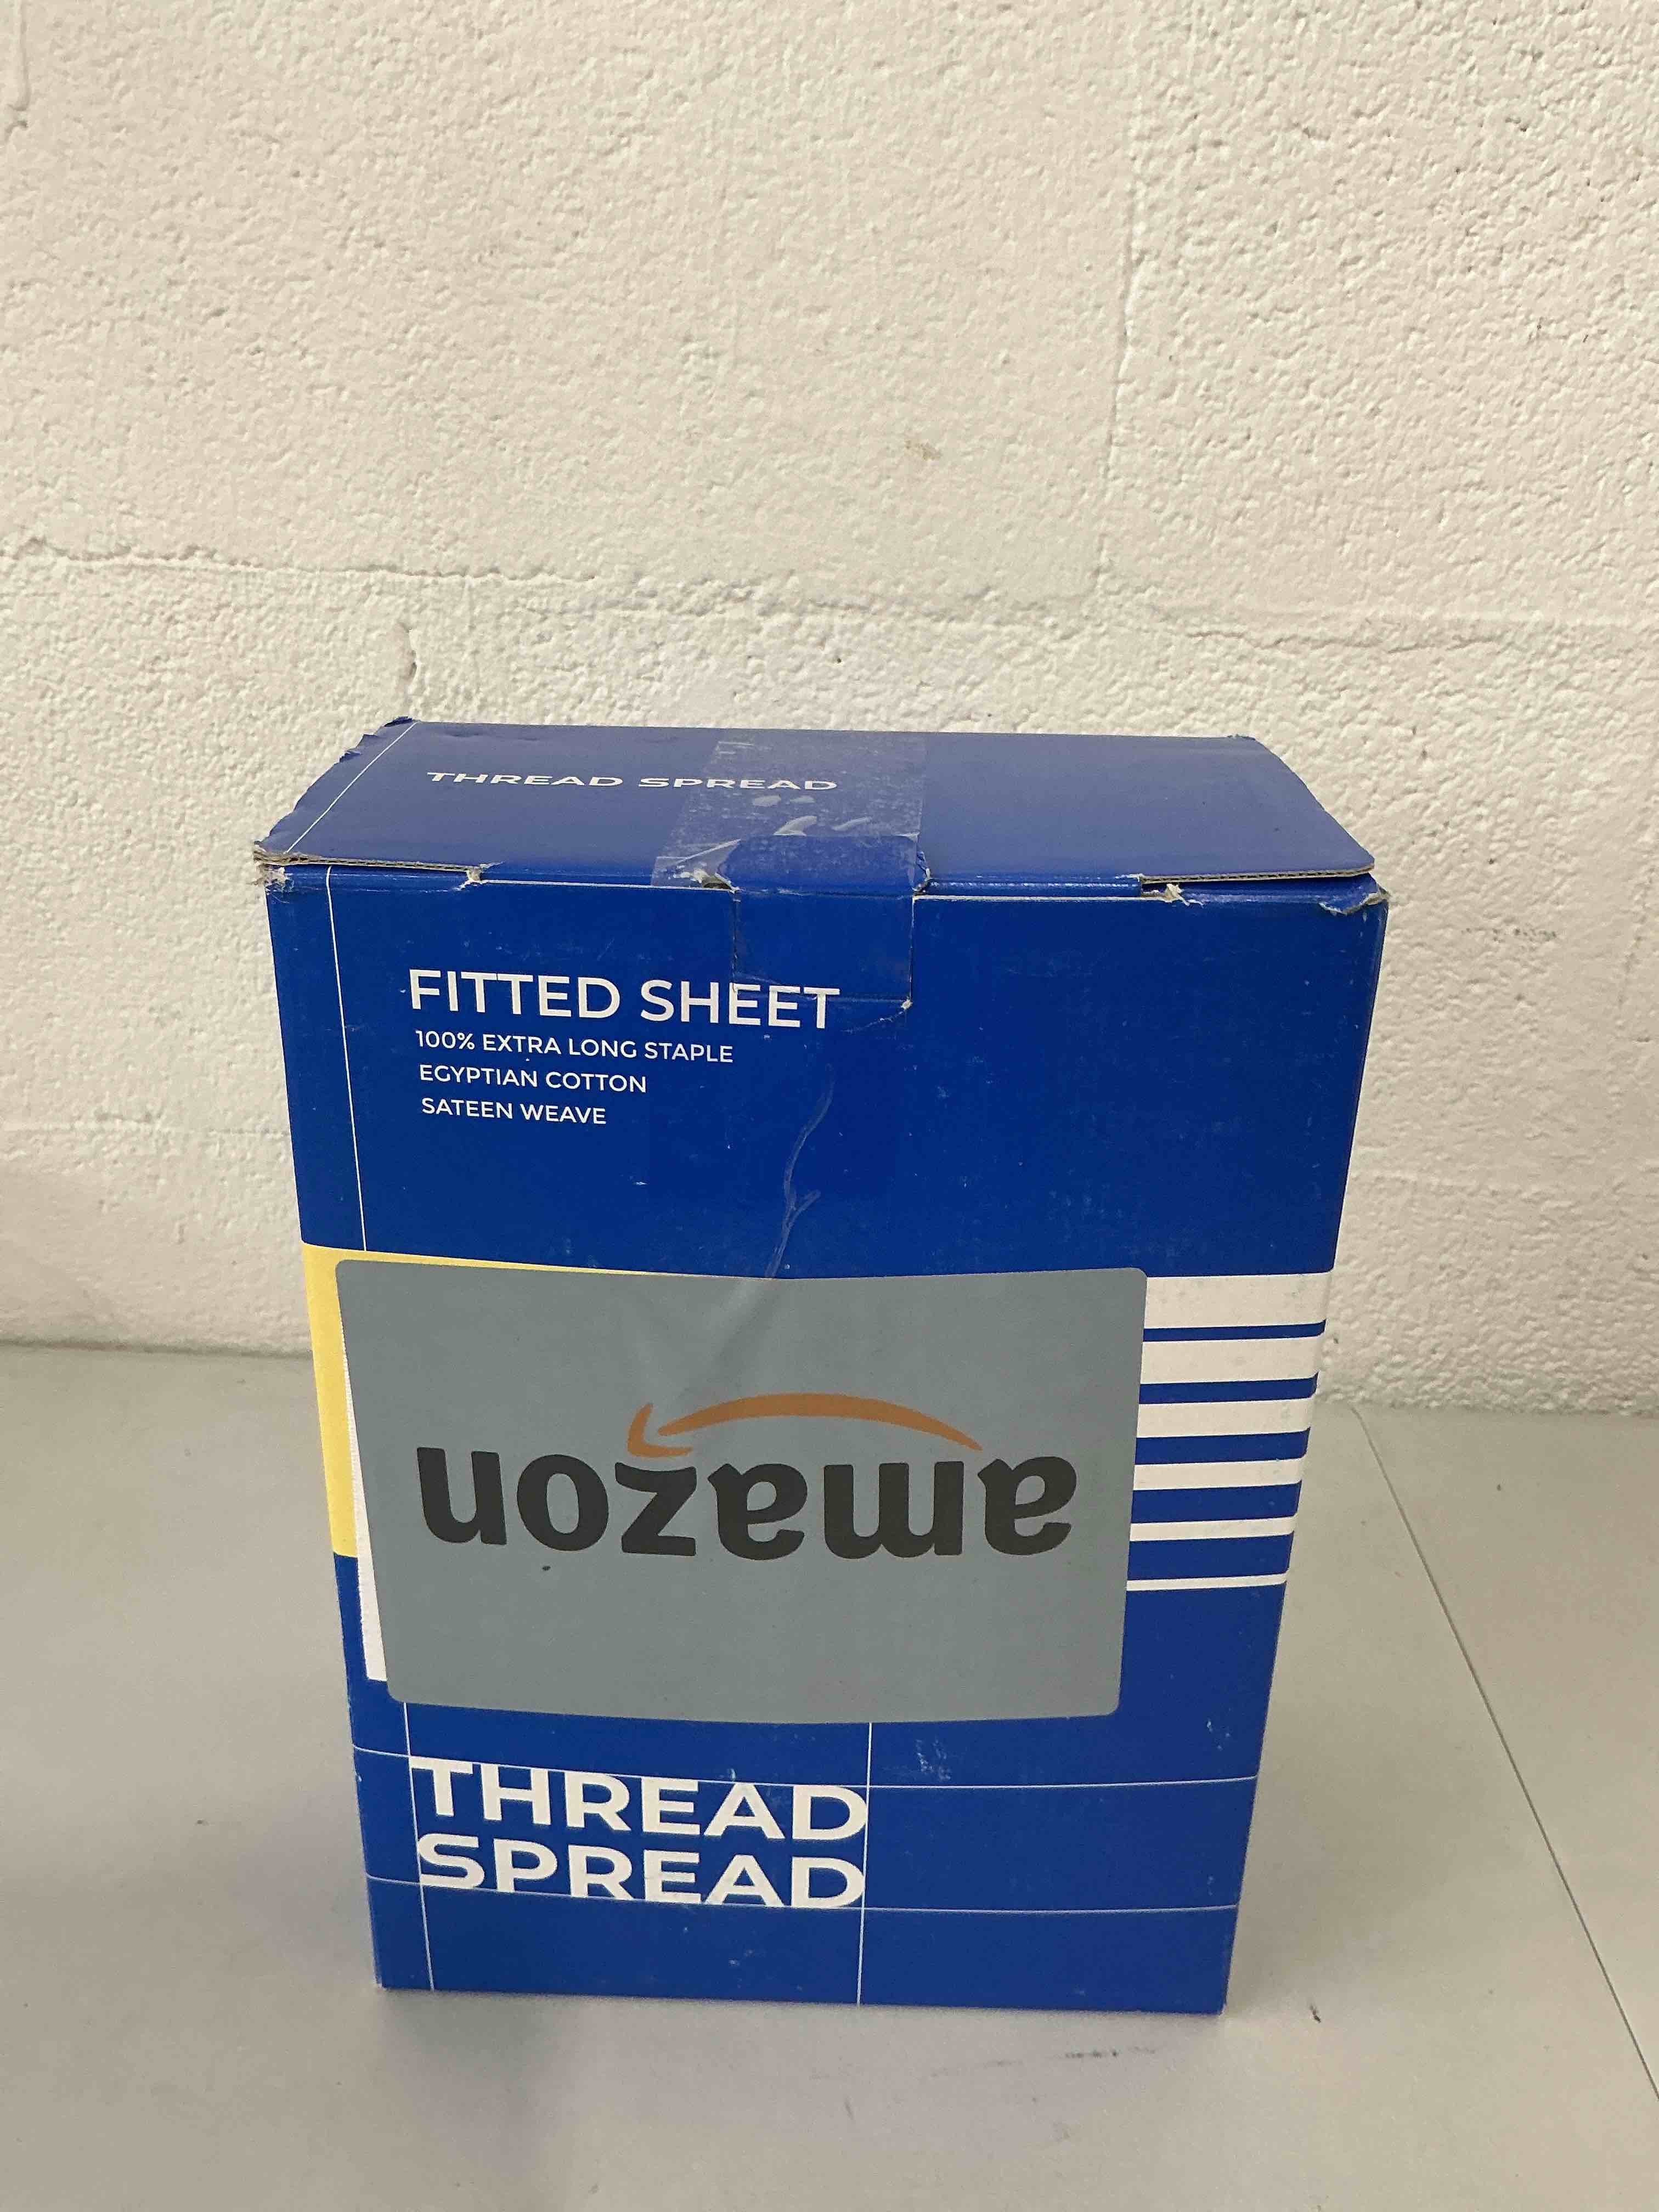 THREAD SPREAD
FITTED SHEET
100% EXTRA LONG STAPLE
EGYPTIAN COTTON
SATEEN WEAVE
amazon
THREAD
SPREAD